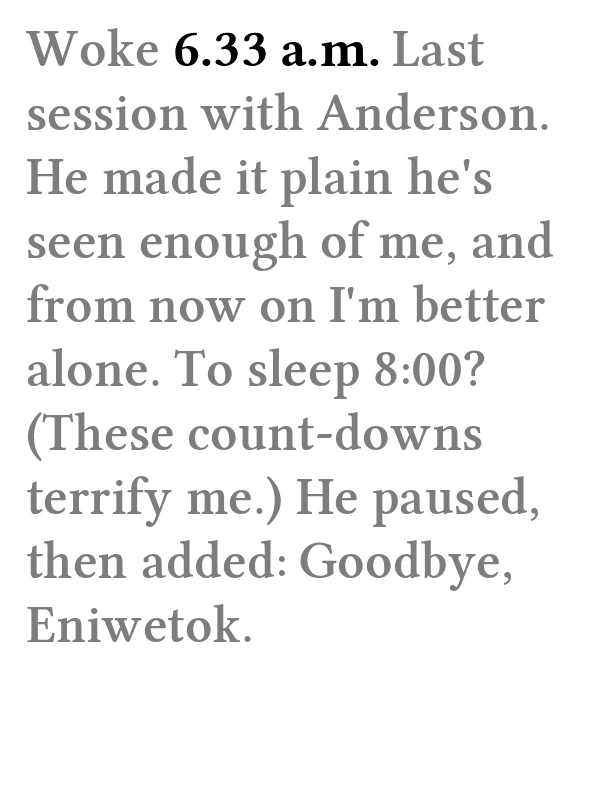 Woke 6.33 a.m. Last
session with Anderson.
He made it plain he's
seen enough of me, and
from now on I'm better
alone. To sleep 8:00?
(These count-downs
terrify me.) He paused,
then added: Goodbye,
Eniwetok.